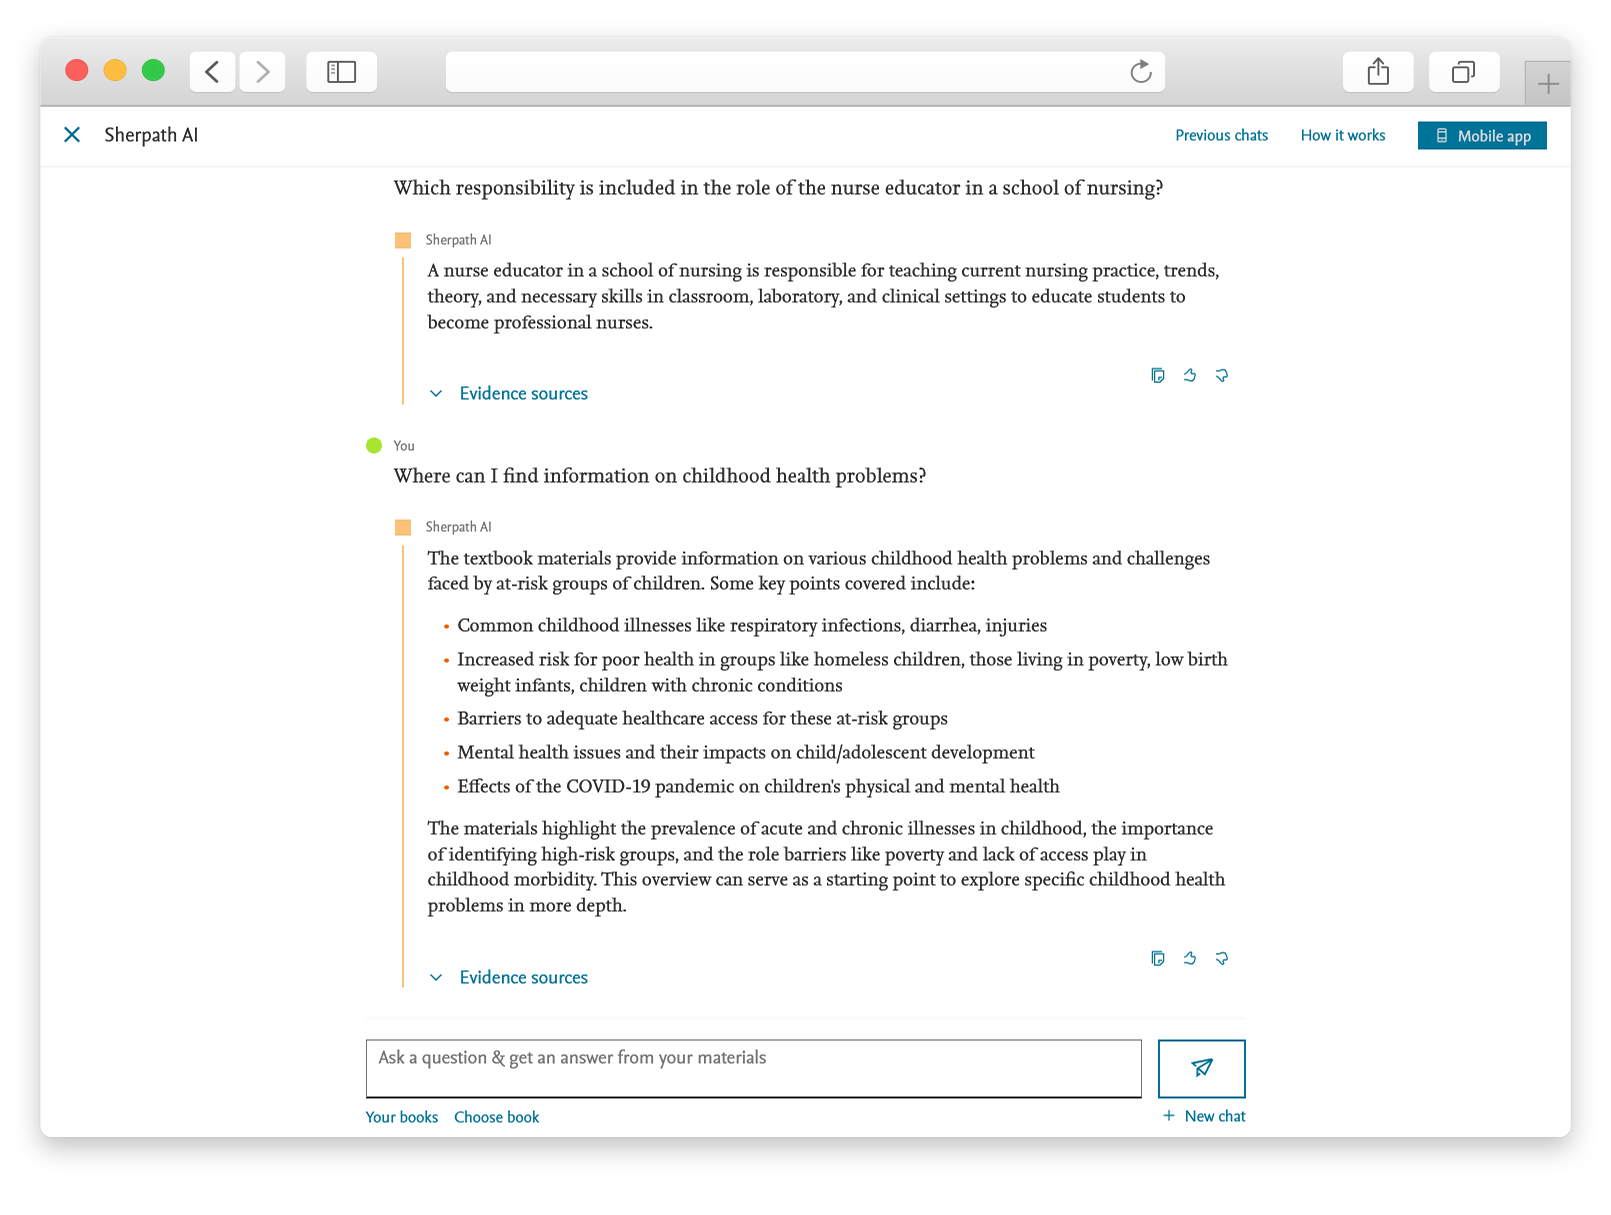 Sherpath AI
Previous chats
How it works
Mobile app
Which responsibility is included in the role of the nurse educator in a school of nursing?
Sherpath AI
A nurse educator in a school of nursing is responsible for teaching current nursing practice, trends,
theory, and necessary skills in classroom, laboratory, and clinical settings to educate students to
become professional nurses.
Evidence sources
You
Where can I find information on childhood health problems?
Sherpath AI
The textbook materials provide information on various childhood health problems and challenges
faced by at-risk groups of children. Some key points covered include:
• Common childhood illnesses like respiratory infections, diarrhea, injuries
• Increased risk for poor health in groups like homeless children, those living in poverty, low birth
weight infants, children with chronic conditions
• Barriers to adequate healthcare access for these at-risk groups
• Mental health issues and their impacts on child/adolescent development
• Effects of the COVID-19 pandemic on children's physical and mental health
The materials highlight the prevalence of acute and chronic illnesses in childhood, the importance
of identifying high-risk groups, and the role barriers like poverty and lack of access play in
childhood morbidity. This overview can serve as a starting point to explore specific childhood health
problems in more depth.
Evidence sources
Ask a question & get an answer from your materials
Your books
Choose book
+ New chat